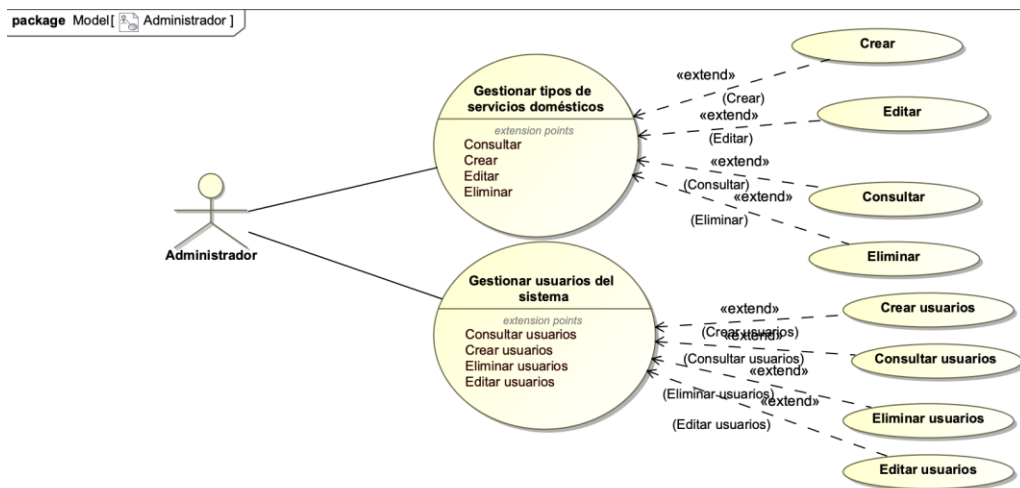 package Model[ Administrador ]
Crear
«extend»
(Crear)
Gestionar tipos de
servicios domésticos
extension points
Consultar
Crear
Editar
Eliminar
Editar
«extend»
(Editar)
«extend»
(Consultar)
Consultar
«extend»
(Eliminar)
Eliminar
Administrador
Gestionar usuarios del
sistema
extension points
Consultar usuarios
Crear usuarios
Eliminar usuarios
Editar usuarios
«extend»
(Crear usuarios)
Crear usuarios
«extend»
(Consultar usuarios)
Consultar usuarios
«extend»
(Eliminar usuarios)
Eliminar usuarios
«extend»
(Editar usuarios)
Editar usuarios